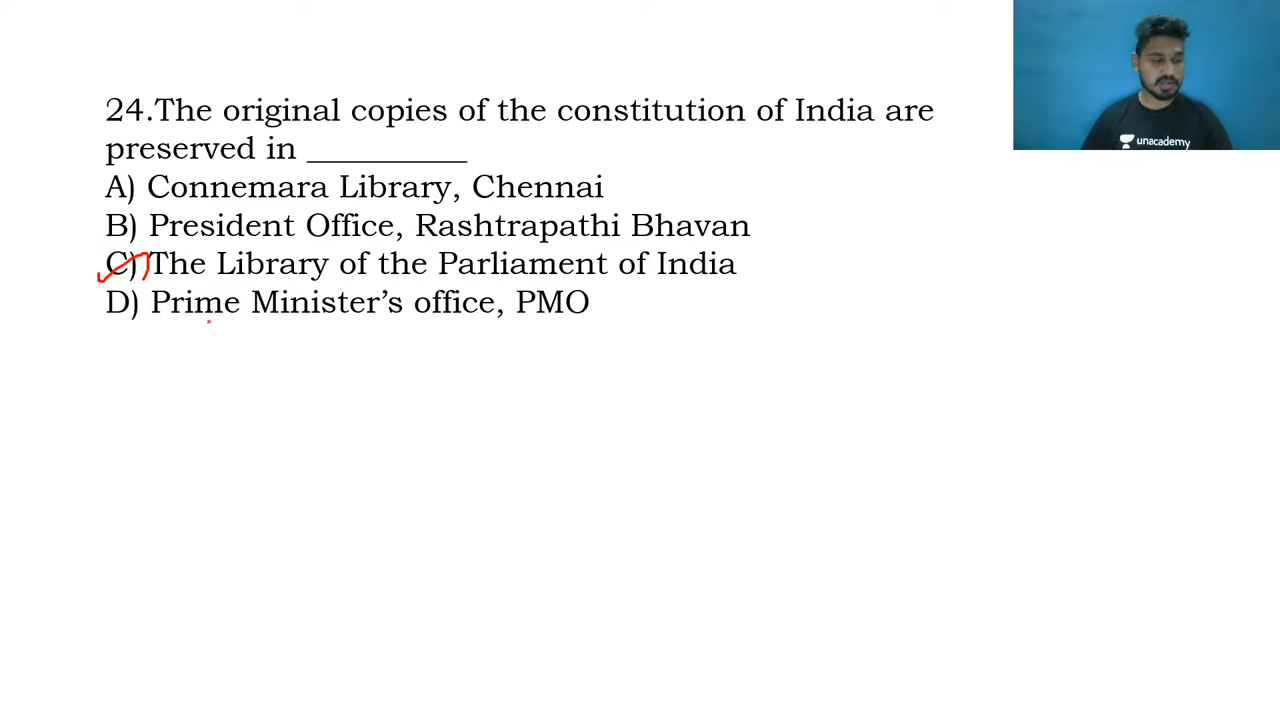 24.The original copies of the constitution of India are
preserved in __________
A) Connemara Library, Chennai
B) President Office, Rashtrapathi Bhavan
C) The Library of the Parliament of India
D) Prime Minister’s office, PMO
unacademy